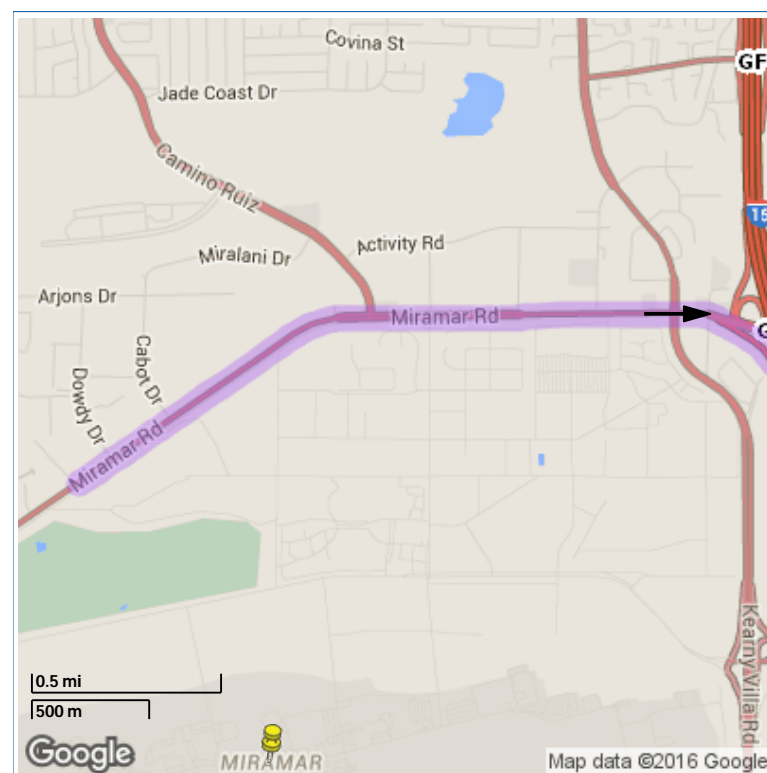 Covina St
GF
Jade Coast Dr
Camino Ruiz
15
Activity Rd
Miralani Dr
Arjons Dr
Miramar Rd
G
Cabot Dr
Dowdy Dr
Miramar Rd
Kearny Villa Rd
0.5 mi
500 m
Google
MIRAMAR
Map data ©2016 Google